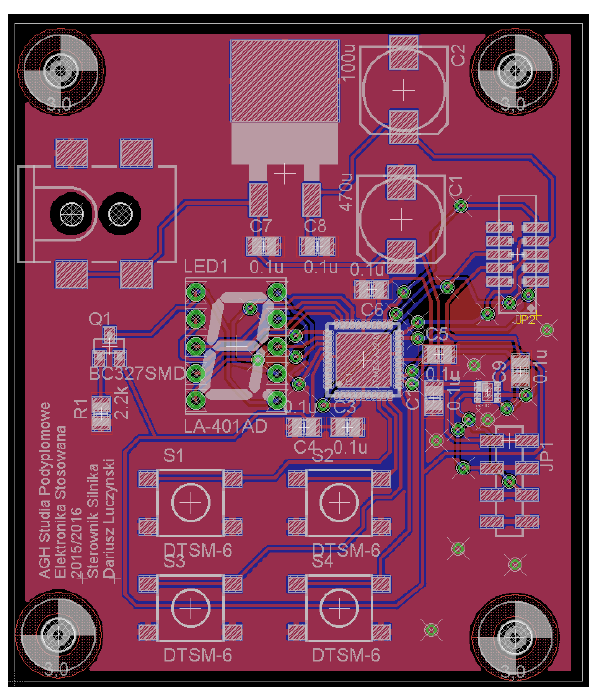 3,0
3,0
100u
C2
470u
C1
C7
C8
0.1u
0.1u
0.1u
C6
LED1
LA-401AD
JP2
Q1
BC327SMD
R1
2.2k
C5
0.1u
C9
0.1u
0.1u
0.1u
C3
C4
0.1u
JP1
S1
DTSM-6
S2
DTSM-6
S3
DTSM-6
S4
DTSM-6
AGH Studia Podyplomowe
Elektronika Stosowana
2015/2016
Sterownik Silnika
Dariusz Luczynski
3,0
3,0